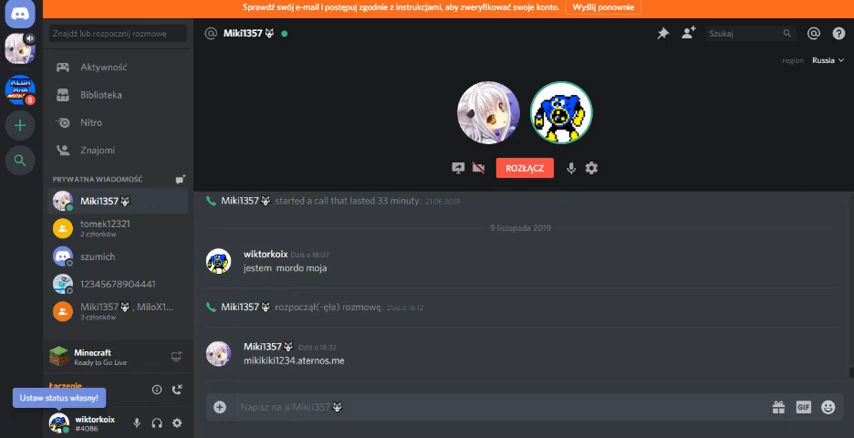 Sprawdź swój e-mail i postępuj zgodnie z instrukcjami, aby zweryfikować swoje konto. Wyślij ponownie
Znajdź lub rozpocznij rozmowę
@ Miki1357
Szukaj
region Russia
Aktywność
Biblioteka
Nitro
Znajomi
PRYWATNA WIADOMOŚĆ
Miki1357
tomek12321
2 członków
szumich
12345678904441
Miki1357 , MiloX1...
3 członków
Minecraft
Ready to Go Live
Łączenie
Ustaw status własny!
wiktorkoix
#4086
ROZŁĄCZ
Miki1357 started a call that lasted 33 minuty. 21.06.2019
9 listopada 2019
wiktorkoix Dziś o 18:07
jestem mordo moja
Miki1357 rozpoczął(-ęła) rozmowę. Dziś o 18:12
Miki1357 Dziś o 18:32
mikikiki1234.aternos.me
Napisz na @Miki1357
GIF